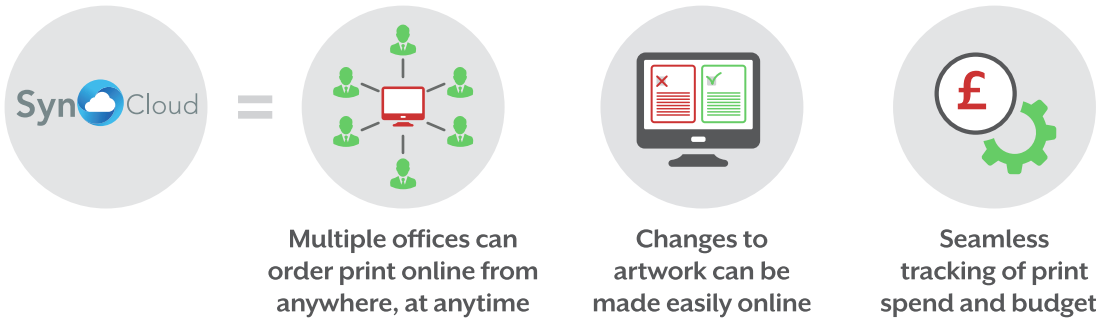 Syn Cloud
=
£
Multiple offices can
order print online from
anywhere, at anytime
Changes to
artwork can be
made easily online
Seamless
tracking of print
spend and budget